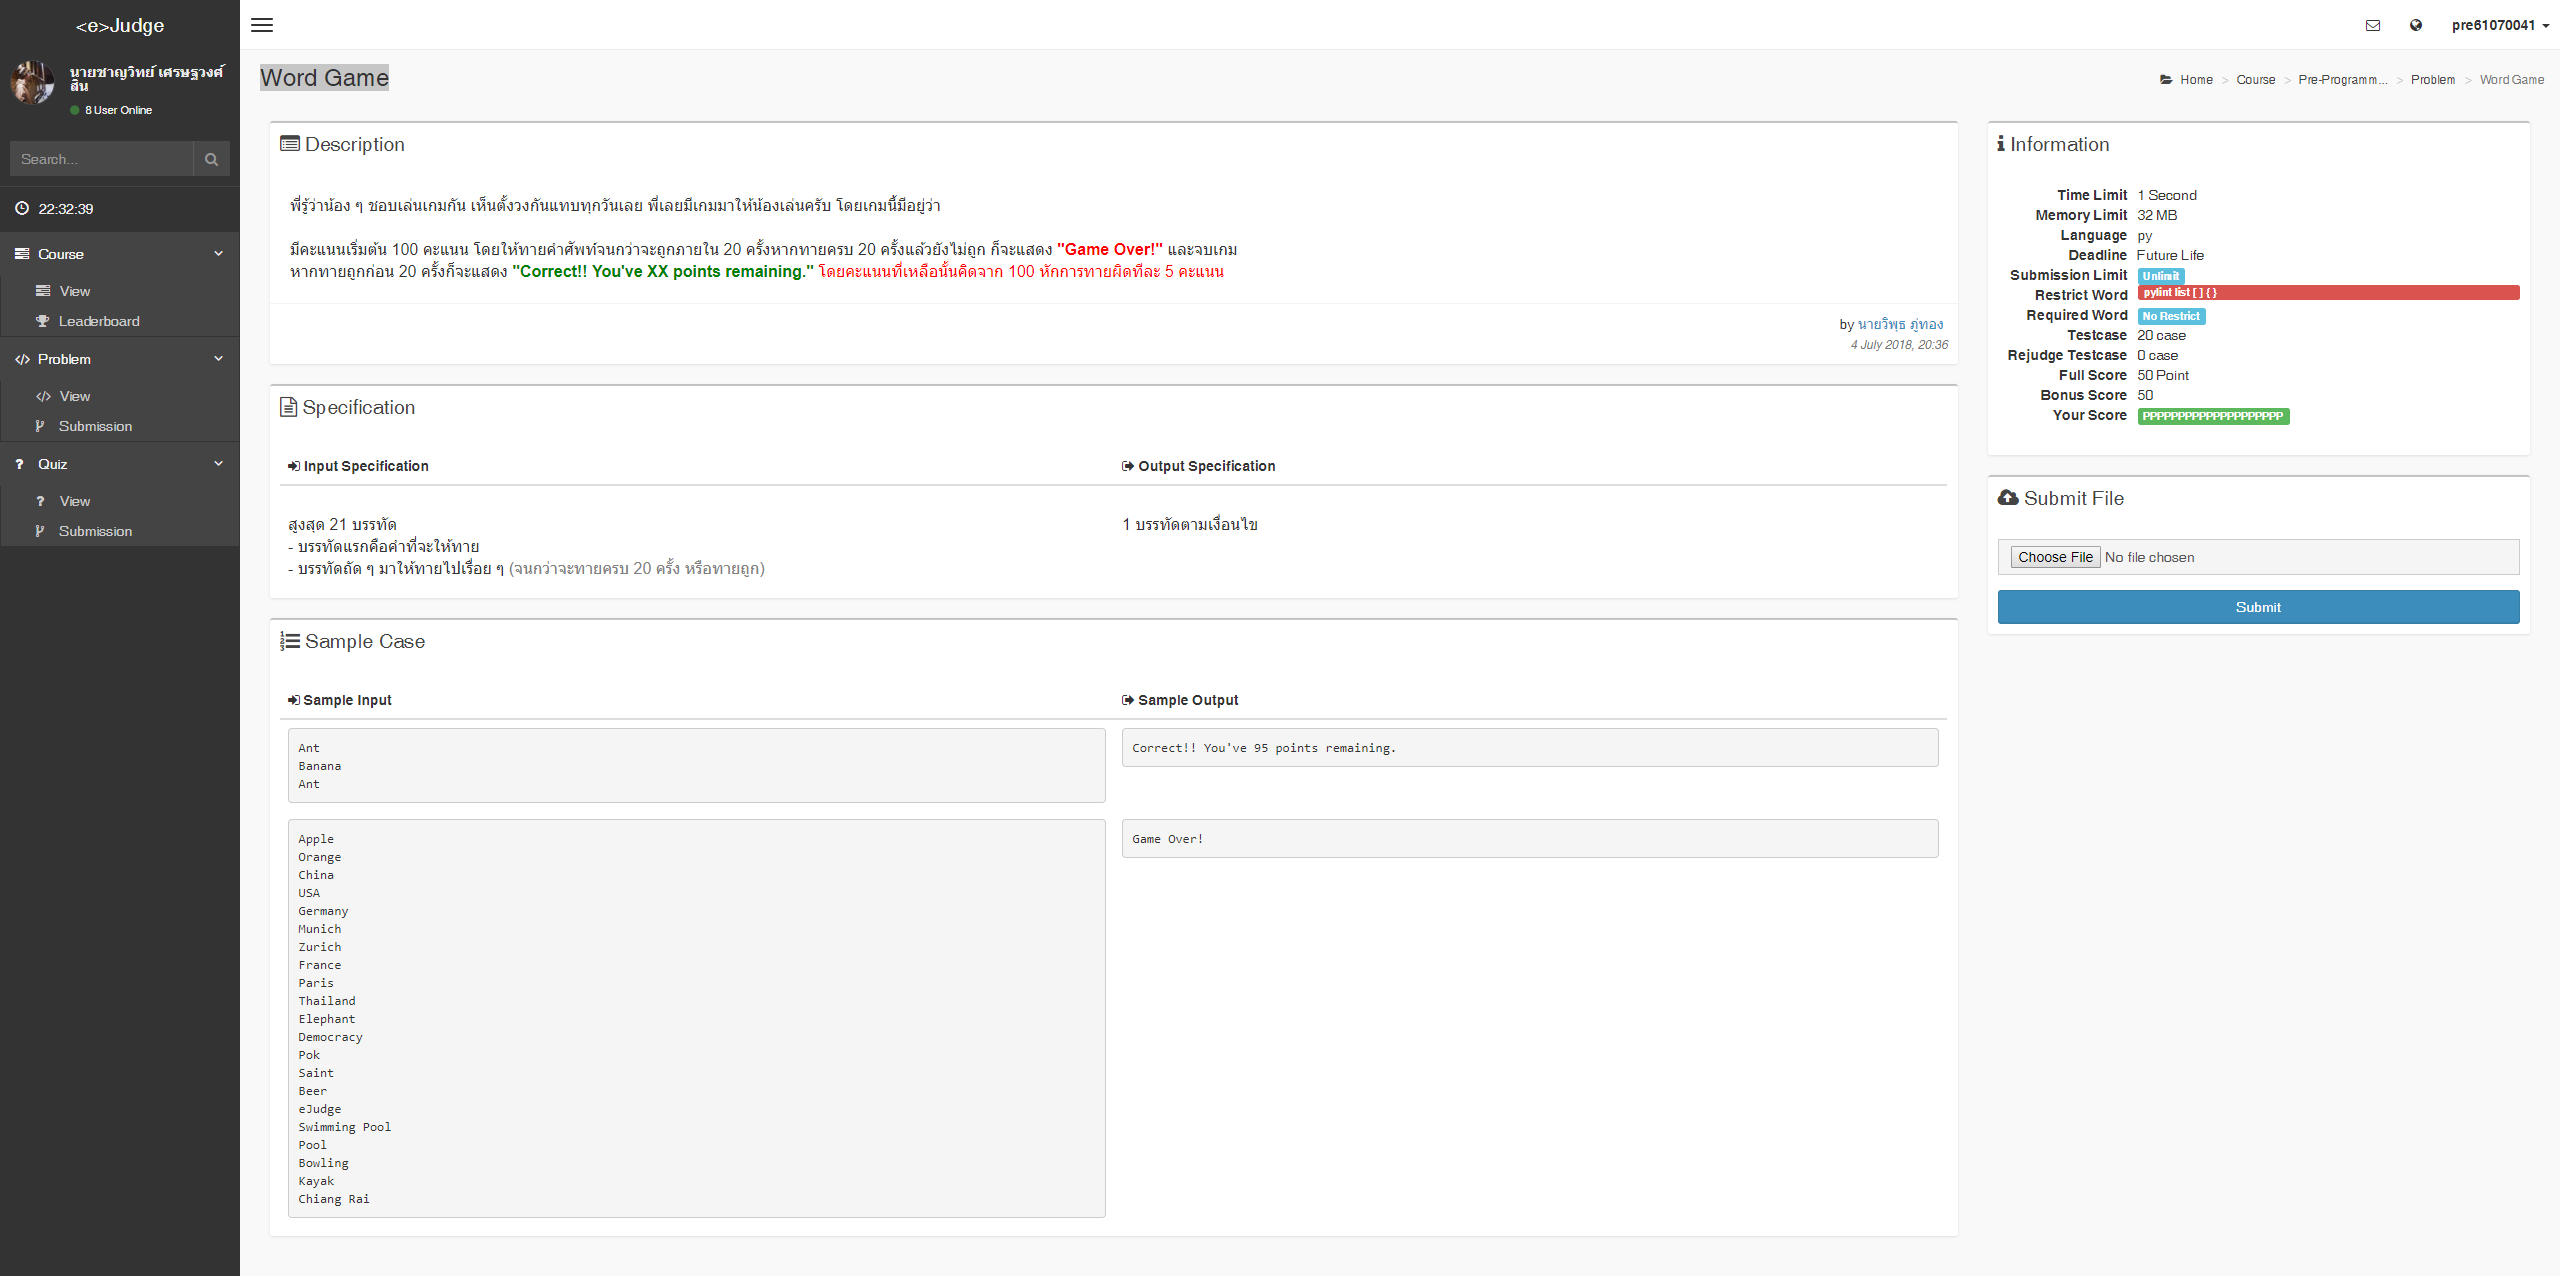 <e>Judge
นายชาญวิทย์ เศรษฐวงศ์
สิน
8 User Online
Search...
22:32:39
Course
View
Leaderboard
Problem
View
Submission
Quiz
View
Submission
pre61070041
Word Game
Home > Course > Pre-Programm... > Problem > Word Game
Description
พี่รู้ว่าน้อง ๆ ชอบเล่นเกมกัน เห็นตั้งวงกันแทบทุกวันเลย พี่เลยมีเกมมาให้น้องเล่นครับ โดยเกมนี้มีอยู่ว่า
มีคะแนนเริ่มต้น 100 คะแนน โดยให้ทายคำศัพท์จนกว่าจะถูกภายใน 20 ครั้งหากทายครบ 20 ครั้งแล้วยังไม่ถูก ก็จะแสดง "Game Over!" และจบเกม
หากทายถูกก่อน 20 ครั้งก็จะแสดง "Correct!! You've XX points remaining." โดยคะแนนที่เหลือนั้นคิดจาก 100 หักการทายผิดทีละ 5 คะแนน
by นายวิพุธ ภู่ทอง
4 July 2018, 20:36
Specification
Input Specification
Output Specification
สูงสุด 21 บรรทัด
- บรรทัดแรกคือคำที่จะให้ทาย
- บรรทัดถัด ๆ มาให้ทายไปเรื่อย ๆ (จนกว่าจะทายครบ 20 ครั้ง หรือทายถูก)
1 บรรทัดตามเงื่อนไข
Sample Case
Sample Input
Sample Output
Ant
Banana
Ant
Correct!! You've 95 points remaining.
Apple
Orange
China
USA
Germany
Munich
Zurich
France
Paris
Thailand
Elephant
Democracy
Pok
Saint
Beer
eJudge
Swimming Pool
Pool
Bowling
Kayak
Chiang Rai
Game Over!
Information
Time Limit 1 Second
Memory Limit 32 MB
Language py
Deadline Future Life
Submission Limit Unlimit
Restrict Word pylint list [ ] { }
Required Word No Restrict
Testcase 20 case
Rejudge Testcase 0 case
Full Score 50 Point
Bonus Score 50
Your Score PPPPPPPPPPPPPPPPPPPP
Submit File
Choose File No file chosen
Submit